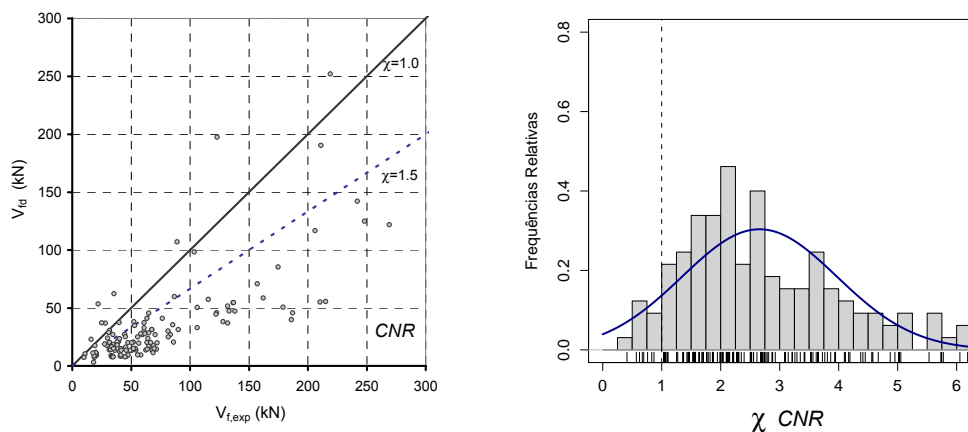 300
250
200
150
100
50
0
V_fd (kN)
χ=1.0
χ=1.5
CNR
0 50 100 150 200 250 300
V_f,exp (kN)
0.8
0.6
0.4
0.2
0.0
Frequências Relativas
0 1 2 3 4 5 6
χ CNR